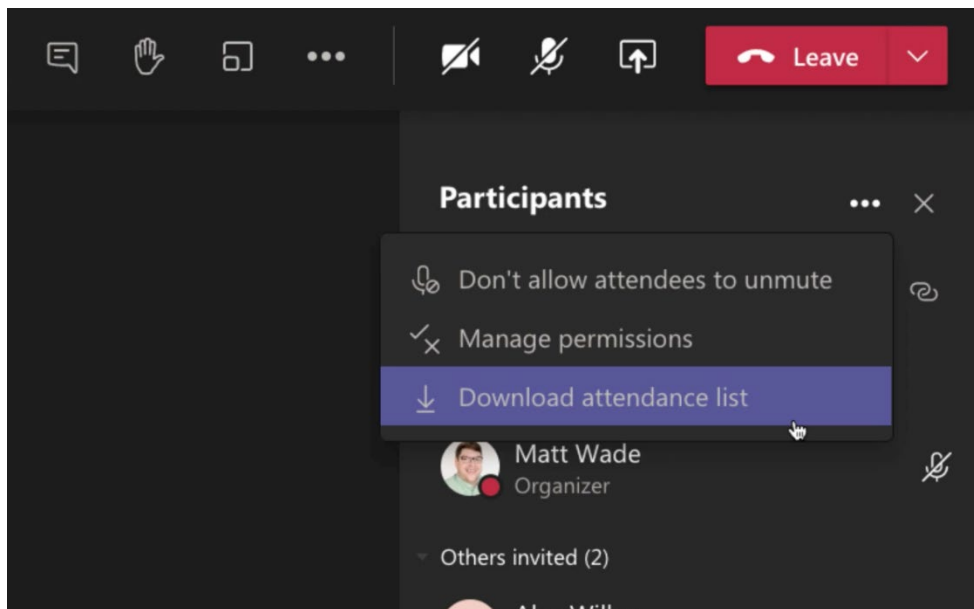 Leave
Participants
Don't allow attendees to unmute
Manage permissions
Download attendance list
Matt Wade
Organizer
Others invited (2)